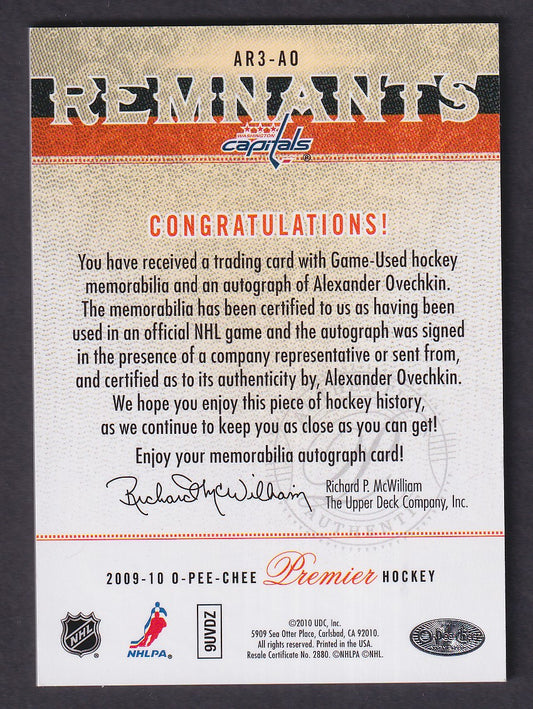 AR3-AO
REMNANTS
WASHINGTON
capitals
®
CONGRATULATIONS!
You have received a trading card with Game-Used hockey
memorabilia and an autograph of Alexander Ovechkin.
The memorabilia has been certified to us as having been
used in an official NHL game and the autograph was signed
in the presence of a company representative or sent from,
and certified as to its authenticity by, Alexander Ovechkin.
We hope you enjoy this piece of hockey history,
as we continue to keep you as close as you can get!
Enjoy your memorabilia autograph card!
Richard McWilliam
Richard P. McWilliam
The Upper Deck Company, Inc.
2009-10 O-PEE-CHEE Premier HOCKEY
NHL
NHLPA®
9UVDZ
©2010 UDC, Inc.
5909 Sea Otter Place, Carlsbad, CA 92010.
All rights reserved. Printed in the USA.
Resale Certificate No. 2880. ©NHLPA ©NHL.
O-Pee-Chee